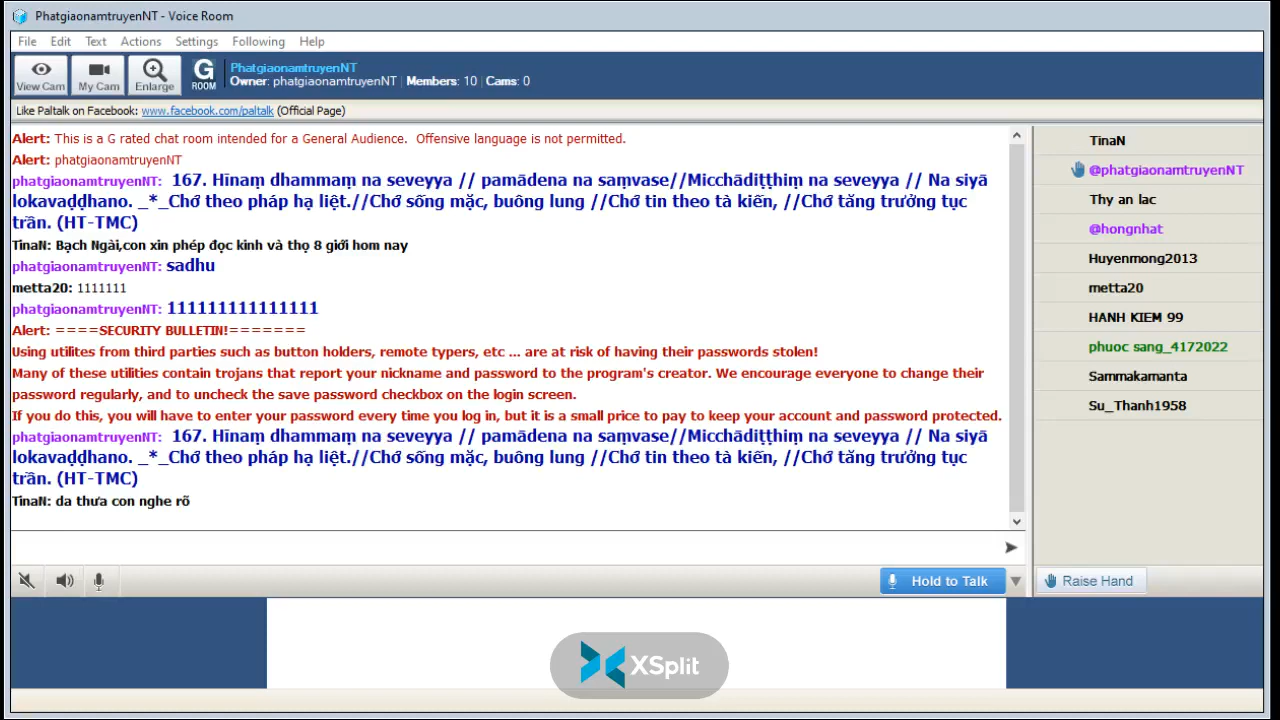 PhatgiaonamtruyenNT - Voice Room
File Edit Text Actions Settings Following Help
View Cam My Cam Enlarge G ROOM
PhatgiaonamtruyenNT
Owner: phatgiaonamtruyenNT | Members: 10 | Cams: 0
Like Paltalk on Facebook: www.facebook.com/paltalk (Official Page)
Alert: This is a G rated chat room intended for a General Audience. Offensive language is not permitted.
Alert: phatgiaonamtruyenNT
phatgiaonamtruyenNT: 167. Hīnaṃ dhammaṃ na seveyya // pamādena na saṃvase//Micchādiṭṭhiṃ na seveyya // Na siyā
lokavaḍḍhano. _*_Chớ theo pháp hạ liệt.//Chớ sống mặc, buông lung //Chớ tin theo tà kiến, //Chớ tăng trưởng tục
trần. (HT-TMC)
TinaN: Bạch Ngài,con xin phép đọc kinh và thọ 8 giới hom nay
phatgiaonamtruyenNT: sadhu
metta20: 1111111
phatgiaonamtruyenNT: 111111111111111
Alert: ====SECURITY BULLETIN!=======
Using utilites from third parties such as button holders, remote typers, etc ... are at risk of having their passwords stolen!
Many of these utilities contain trojans that report your nickname and password to the program's creator. We encourage everyone to change their
password regularly, and to uncheck the save password checkbox on the login screen.
If you do this, you will have to enter your password every time you log in, but it is a small price to pay to keep your account and password protected.
phatgiaonamtruyenNT: 167. Hīnaṃ dhammaṃ na seveyya // pamādena na saṃvase//Micchādiṭṭhiṃ na seveyya // Na siyā
lokavaḍḍhano. _*_Chớ theo pháp hạ liệt.//Chớ sống mặc, buông lung //Chớ tin theo tà kiến, //Chớ tăng trưởng tục
trần. (HT-TMC)
TinaN: da thưa con nghe rõ
TinaN
@phatgiaonamtruyenNT
Thy an lac
@hongnhat
Huyenmong2013
metta20
HANH KIEM 99
phuoc sang_4172022
Sammakamanta
Su_Thanh1958
Hold to Talk
Raise Hand
XSplit